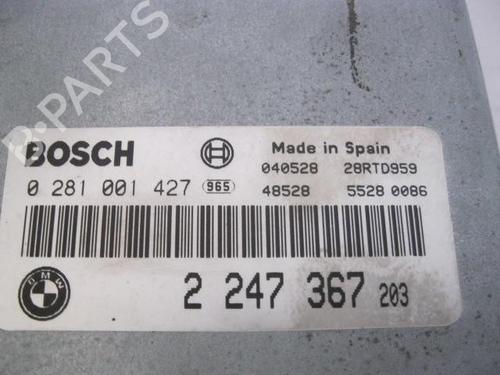 B-PARTS
BOSCH
Made in Spain
040528 28RTD959
0 281 001 427 965
48528 5528 0086
BMW
2 247 367 203